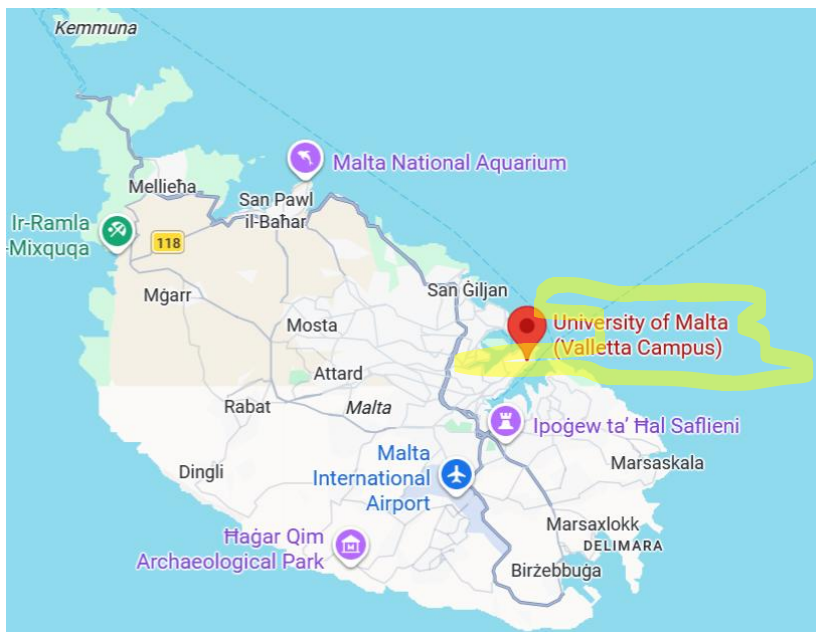 Kemmuna
Malta National Aquarium
Mellieħa
San Pawl
il-Baħar
Ir-Ramla
-Mixquqa
118
San Ġiljan
Mġarr
University of Malta
(Valletta Campus)
Mosta
Attard
Rabat
Malta
Ipoġew ta' Ħal Saflieni
Malta
International
Airport
Marsaskala
Dingli
Marsaxlokk
Ħaġar Qim
Archaeological Park
DELIMARA
Birżebbuġa